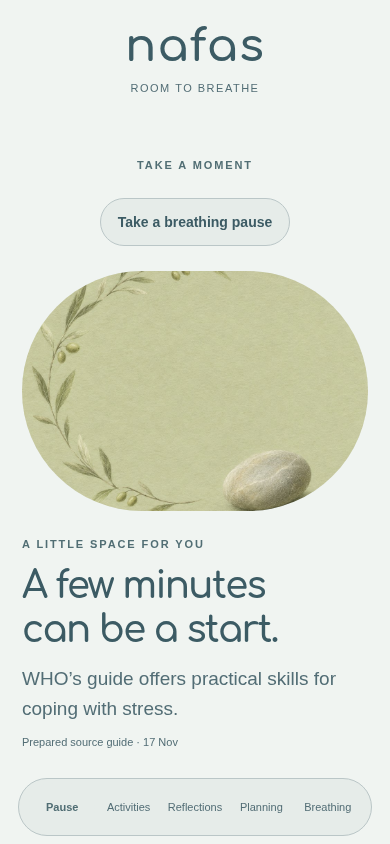 nafas
ROOM TO BREATHE
TAKE A MOMENT
Take a breathing pause
A LITTLE SPACE FOR YOU
A few minutes
can be a start.
WHO’s guide offers practical skills for
coping with stress.
Prepared source guide · 17 Nov
Pause Activities Reflections Planning Breathing